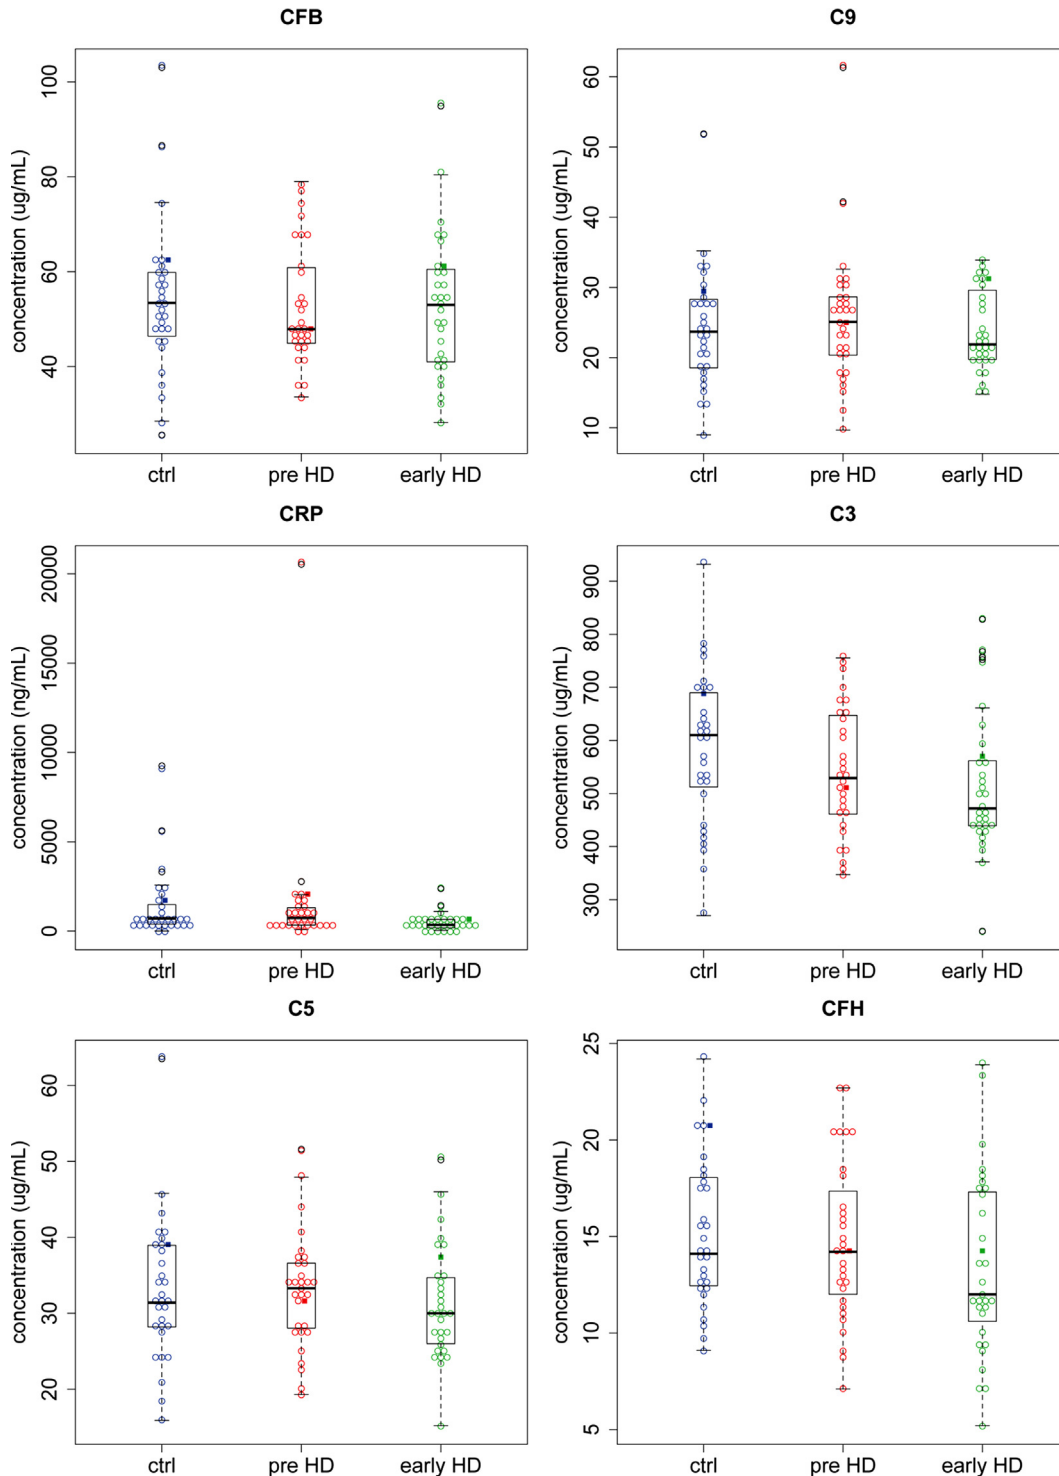 CFB
C9
concentration (ug/mL)
100
80
60
40
ctrl
pre HD
early HD
concentration (ug/mL)
60
50
40
30
20
10
ctrl
pre HD
early HD
CRP
C3
concentration (ng/mL)
20000
15000
10000
5000
0
ctrl
pre HD
early HD
concentration (ug/mL)
900
800
700
600
500
400
300
ctrl
pre HD
early HD
C5
CFH
concentration (ug/mL)
60
50
40
30
20
ctrl
pre HD
early HD
concentration (ug/mL)
25
20
15
10
5
ctrl
pre HD
early HD